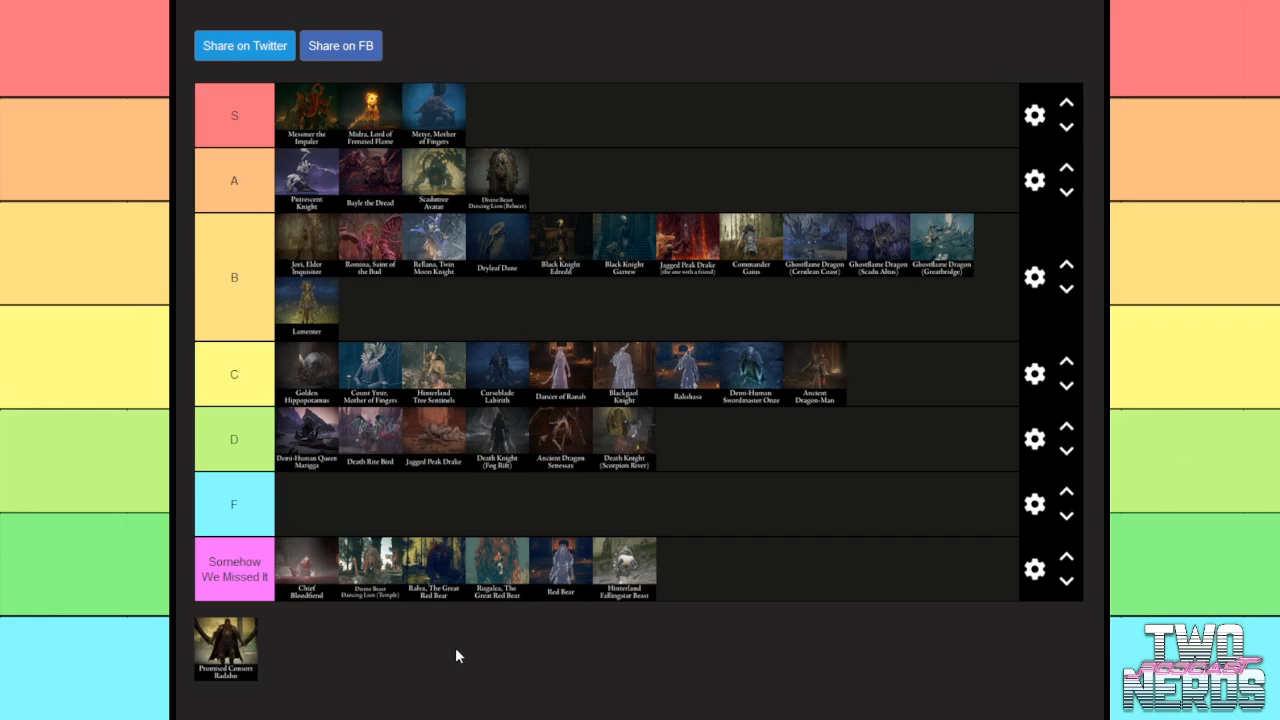 Share on Twitter
Share on FB
S
Messmer the
Impaler
Midra, Lord of
Frenzied Flame
Metyr, Mother
of Fingers
A
Putrescent
Knight
Bayle the Dread
Scadutree
Avatar
Divine Beast
Dancing Lion (Belurat)
B
Jori, Elder
Inquisitor
Romina, Saint of
the Bud
Rellana, Twin
Moon Knight
Dryleaf Dane
Black Knight
Edredd
Black Knight
Garrew
Jagged Peak Drake
(the one with a friend)
Commander
Gaius
Ghostflame Dragon
(Cerulean Coast)
Ghostflame Dragon
(Scadu Altus)
Ghostflame Dragon
(Greatbridge)
Lamenter
C
Golden
Hippopotamus
Count Ymir,
Mother of Fingers
Hinterland
Tree Sentinels
Curseblade
Labirith
Dancer of Ranah
Blackgaol
Knight
Rakshasa
Demi-Human
Swordmaster Onze
Ancient
Dragon-Man
D
Demi-Human Queen
Marigga
Death Rite Bird
Jagged Peak Drake
Death Knight
(Fog Rift)
Ancient Dragon
Senessax
Death Knight
(Scorpion River)
F
Somehow
We Missed It
Chief
Bloodfiend
Divine Beast
Dancing Lion (Temple)
Ralva, The Great
Red Bear
Rugalea, The
Great Red Bear
Red Bear
Hinterland
Fallingstar Beast
Promised Consort
Radahn
TWO
PODCAST
NERDS